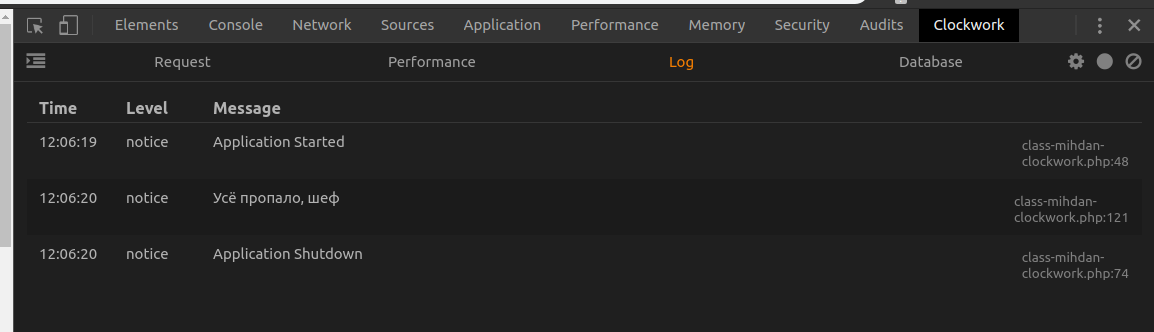 Elements Console Network Sources Application Performance Memory Security Audits Clockwork
Request Performance Log Database
Time Level Message
12:06:19 notice Application Started class-mihdan-
clockwork.php:48
12:06:20 notice Усё пропало, шеф class-mihdan-
clockwork.php:121
12:06:20 notice Application Shutdown class-mihdan-
clockwork.php:74